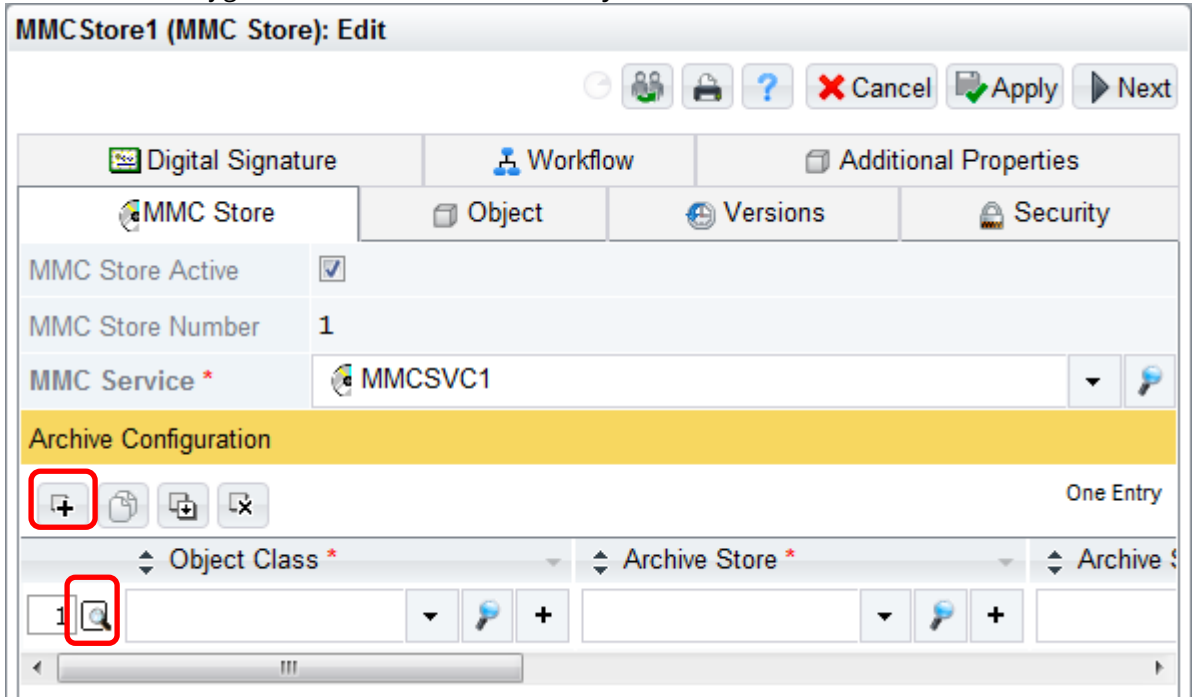 MMCStore1 (MMC Store): Edit
? Cancel Apply Next
Digital Signature Workflow Additional Properties
MMC Store Object Versions Security
MMC Store Active
MMC Store Number 1
MMC Service * MMCSVC1
Archive Configuration
One Entry
Object Class * Archive Store * Archive
1